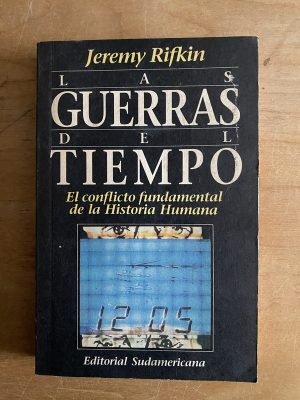 Jeremy Rifkin
LAS
GUERRAS
DEL
TIEMPO
El conflicto fundamental
de la Historia Humana
12 05
Editorial Sudamericana